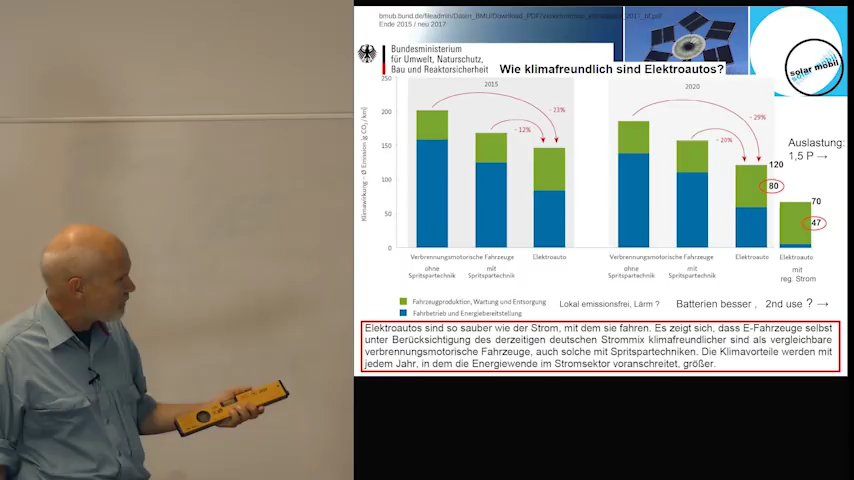 Ende 2015 / neu 2017
Bundesministerium
für Umwelt, Naturschutz,
Bau und Reaktorsicherheit
Wie klimafreundlich sind Elektroautos?
solar mobil
solar mobil
Klimawirkung – Ø Emission [g CO₂ / km]
250
200
150
100
50
0
2015
- 23%
- 12%
2020
- 29%
- 20%
Auslastung:
1,5 P →
120
80
70
47
Verbrennungsmotorische Fahrzeuge
Elektroauto
ohne
Spritspartechnik
mit
Spritspartechnik
Verbrennungsmotorische Fahrzeuge
Elektroauto
Elektroauto
ohne
Spritspartechnik
mit
Spritspartechnik
mit
reg. Strom
Fahrzeugproduktion, Wartung und Entsorgung
Fahrbetrieb und Energiebereitstellung
Lokal emissionsfrei, Lärm ?
Batterien besser , 2nd use ? →
Elektroautos sind so sauber wie der Strom, mit dem sie fahren. Es zeigt sich, dass E-Fahrzeuge selbst
unter Berücksichtigung des derzeitigen deutschen Strommix klimafreundlicher sind als vergleichbare
verbrennungsmotorische Fahrzeuge, auch solche mit Spritspartechniken. Die Klimavorteile werden mit
jedem Jahr, in dem die Energiewende im Stromsektor voranschreitet, größer.